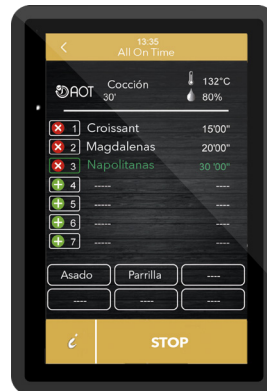 13:35
All On Time
AOT Cocción 132°C
30' 80%
1 Croissant 15'00"
2 Magdalenas 20'00"
3 Napolitanas 30 '00"
4 ----- ----
5 ----- ----
6 ----- ----
7 ----- ----
Asado Parrilla ----
---- ---- ----
i STOP